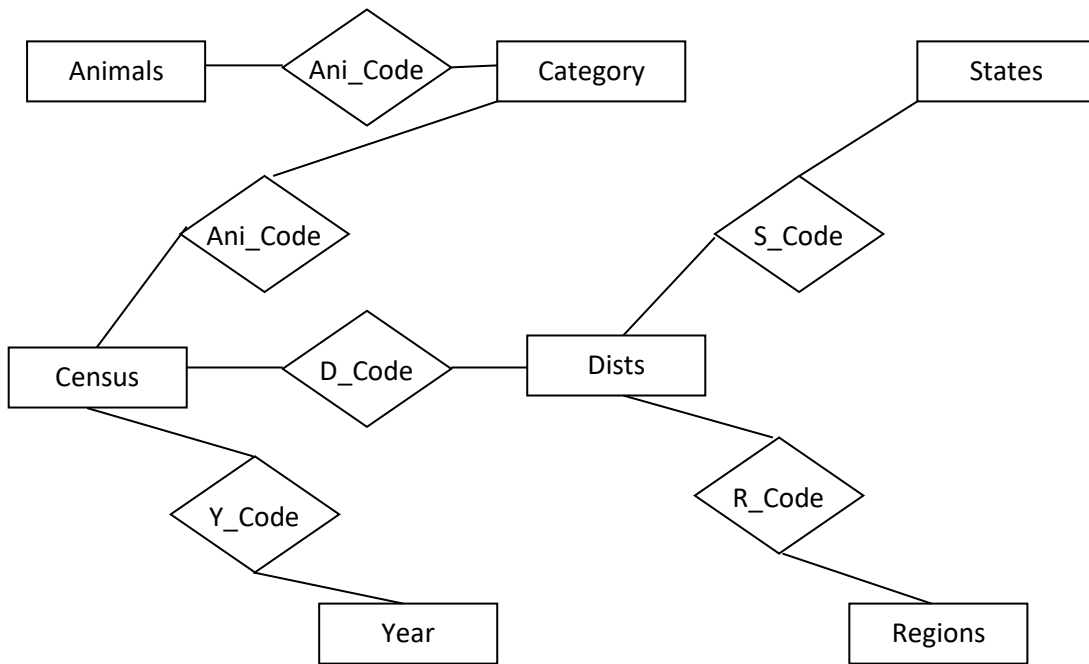 Animals
Ani_Code
Category
States
Ani_Code
S_Code
Census
D_Code
Dists
Y_Code
R_Code
Year
Regions